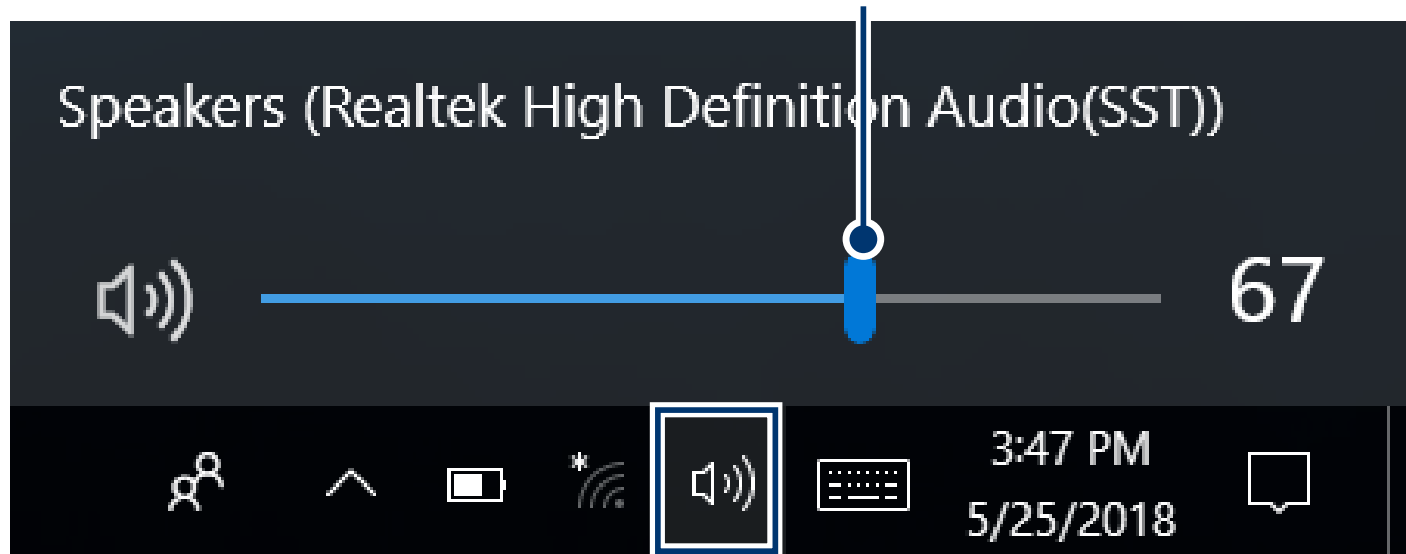 Speakers (Realtek High Definition Audio(SST))
67
3:47 PM
5/25/2018